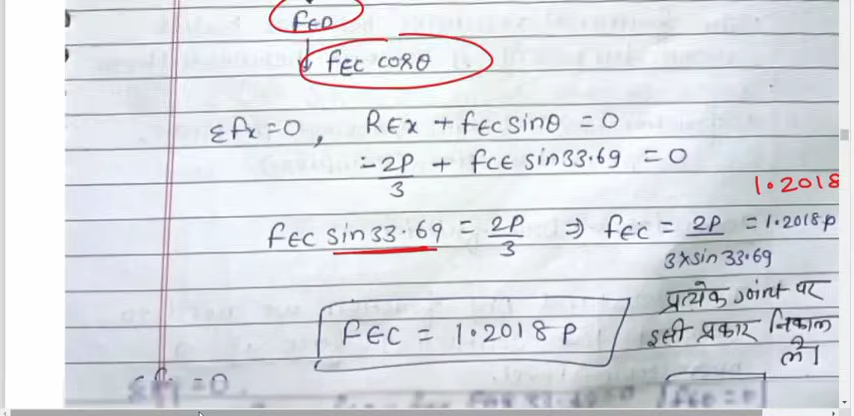 fED
fEC cosθ
Σfx=0, REx + fEC sinθ = 0
-2P/3 + fCE sin33.69 = 0
1.2018
fEC sin33.69 = 2P/3 ⇒ fEC = 2P/3×sin33.69 = 1.2018P
प्रत्येक Joint पर
fEC = 1.2018 P
इसी प्रकार निकाल
लें।
= 0